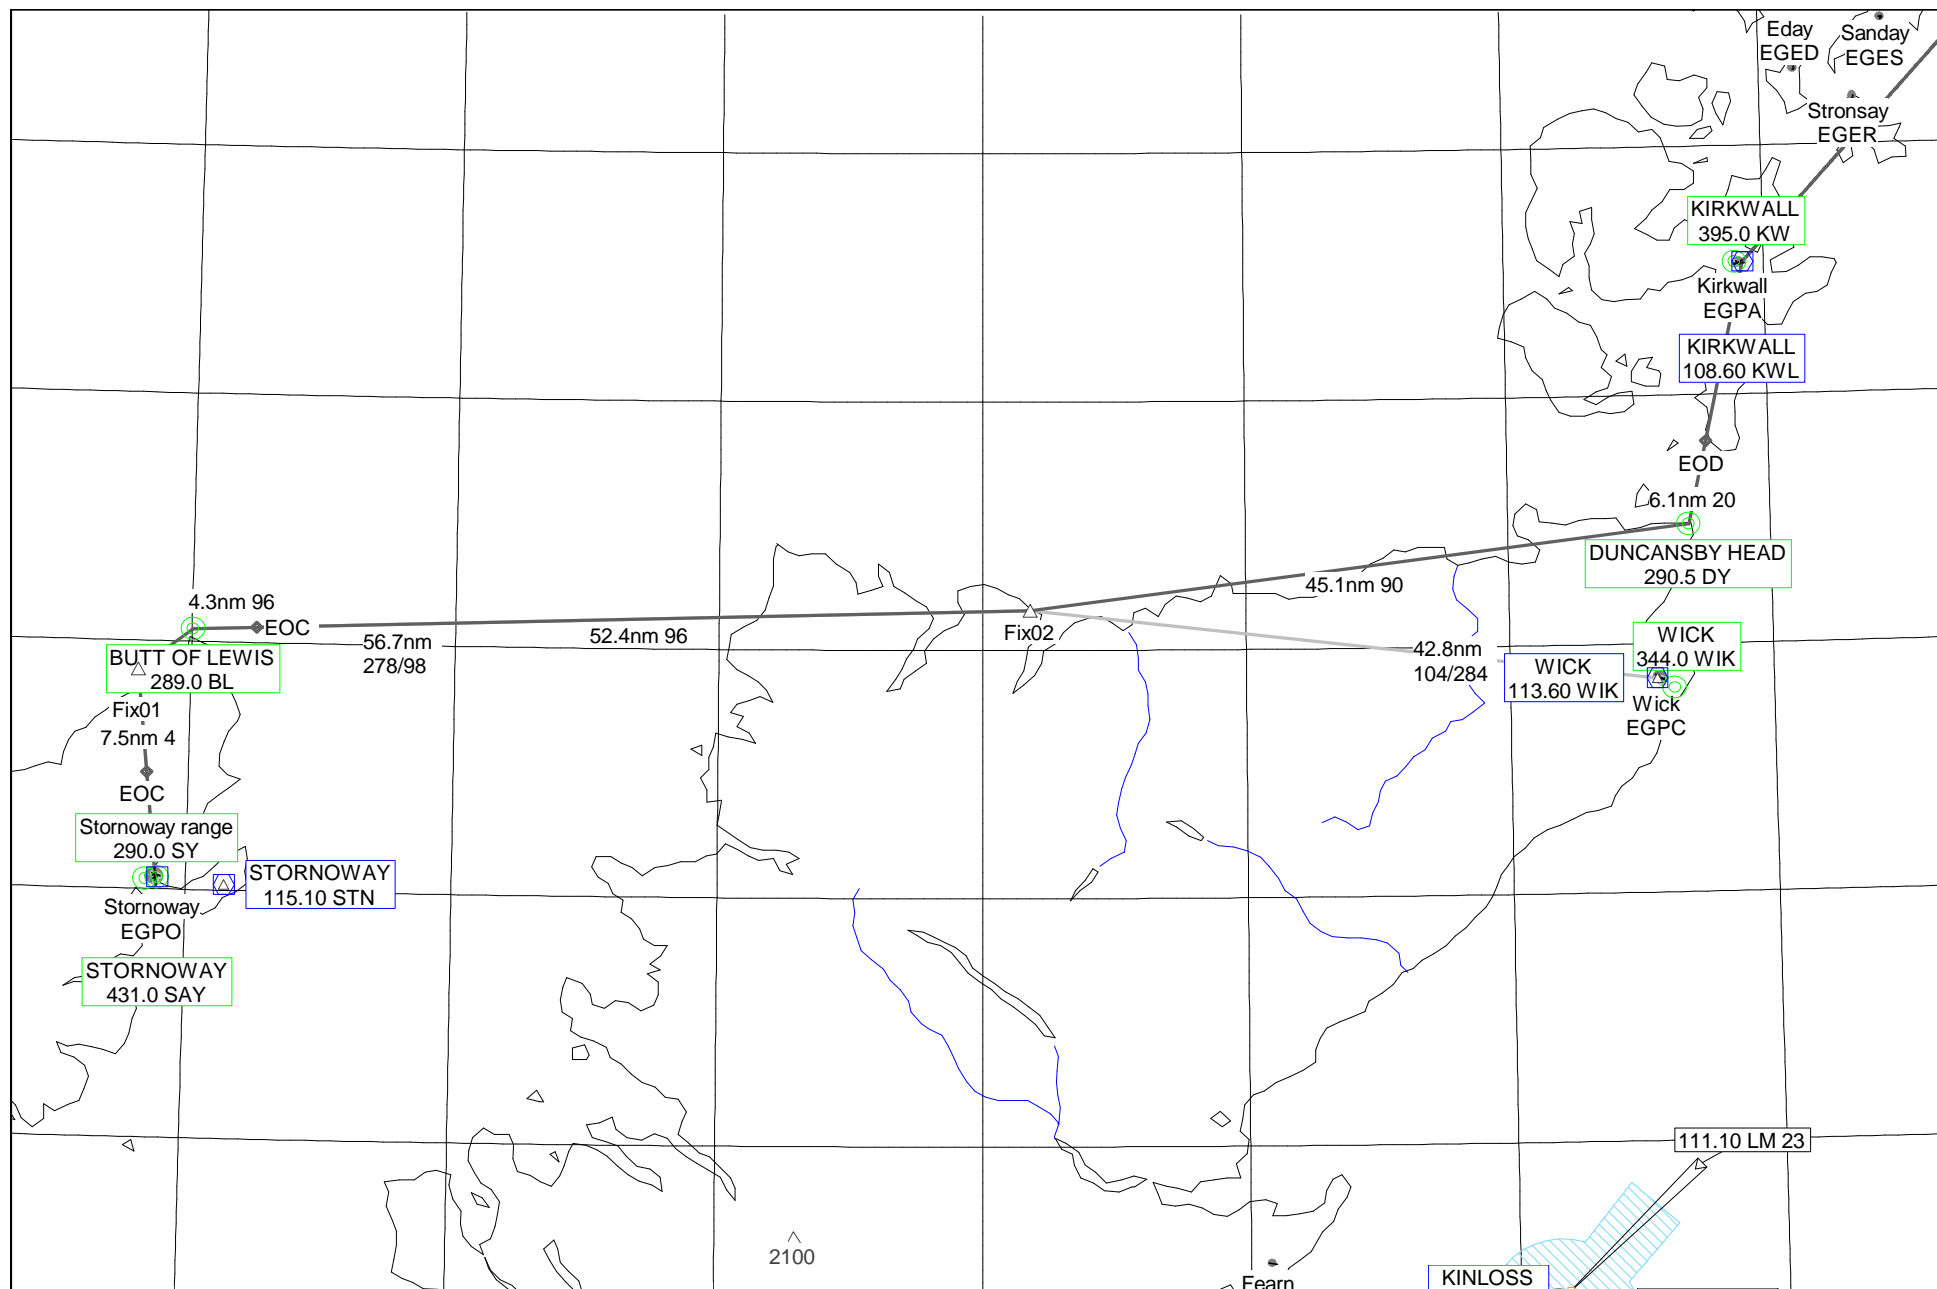 Eday
EGED
Sanday
EGES
Stronsay
EGER
KIRKWALL
395.0 KW
Kirkwall
EGPA
KIRKWALL
108.60 KWL
EOD
6.1nm 20
DUNCANSBY HEAD
290.5 DY
45.1nm 90
4.3nm 96
EOC
56.7nm
278/98
52.4nm 96
Fix02
42.8nm
104/284
WICK
113.60 WIK
WICK
344.0 WIK
Wick
EGPC
BUTT OF LEWIS
289.0 BL
Fix01
7.5nm 4
EOC
Stornoway range
290.0 SY
STORNOWAY
115.10 STN
Stornoway
EGPO
STORNOWAY
431.0 SAY
111.10 LM 23
2100
Fearn
KINLOSS